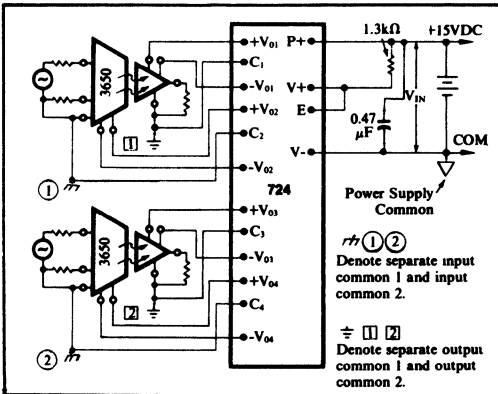 1.3kΩ
+15VDC
+V01
P+
C1
-V01
V+
VIN
3650
+V02
E
0.47
μF
1
C2
V-
COM
1
-V02
724
Power Supply
Common
+V03
C3
1 2
Denote separate input
common 1 and input
common 2.
3650
-V03
+V04
2
C4
1 2
Denote separate output
common 1 and output
common 2.
2
-V04